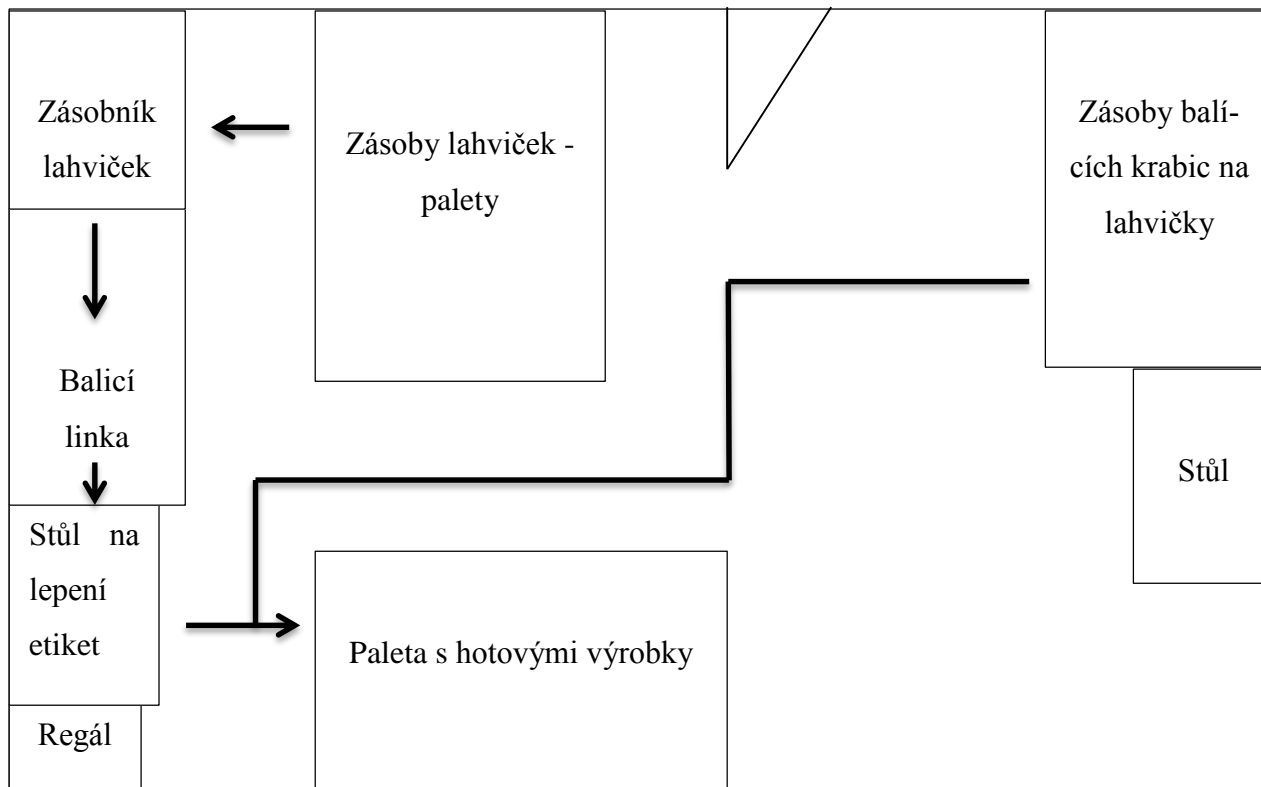 Zásobník
lahviček
Zásoby lahviček -
palety
Zásoby balí-
cích krabic na
lahvičky
Balicí
linka
Stůl
Stůl na
lepení
etiket
Paleta s hotovými výrobky
Regál